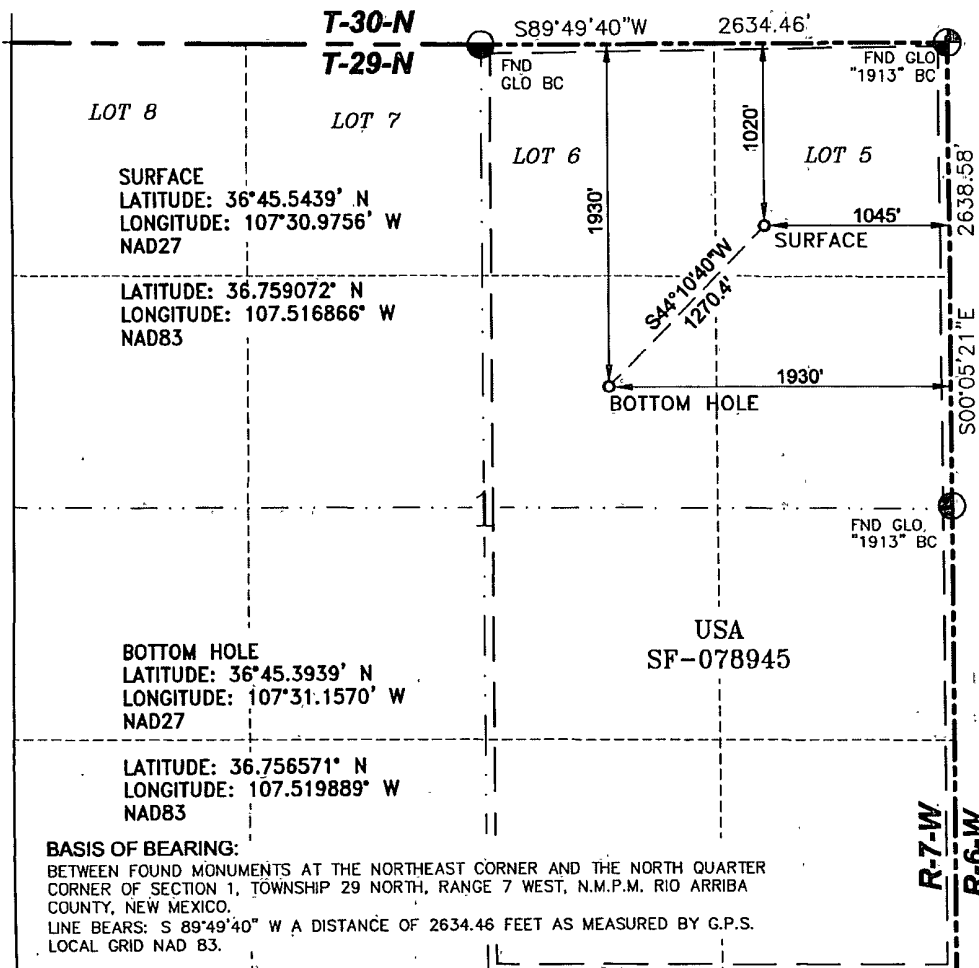 T-30-N
S89°49'40"W 2634.46'
T-29-N
FND
GLO BC
FND GLO
"1913" BC
LOT 8
LOT 7
LOT 6
LOT 5
1020'
1930'
2638.58'
SURFACE
LATITUDE: 36°45.5439' N
LONGITUDE: 107°30.9756' W
NAD27
1045'
SURFACE
LATITUDE: 36.759072° N
LONGITUDE: 107.516866° W
NAD83
S44°10'40"W
1270.4'
S00°05'21"E
1930'
BOTTOM HOLE
1
FND GLO
"1913" BC
USA
SF-078945
BOTTOM HOLE
LATITUDE: 36°45.3939' N
LONGITUDE: 107°31.1570' W
NAD27
LATITUDE: 36.756571° N
LONGITUDE: 107.519889° W
NAD83
R-7-W
R-6-W
BASIS OF BEARING:
BETWEEN FOUND MONUMENTS AT THE NORTHEAST CORNER AND THE NORTH QUARTER
CORNER OF SECTION 1, TOWNSHIP 29 NORTH, RANGE 7 WEST, N.M.P.M. RIO ARRIBA
COUNTY, NEW MEXICO.
LINE BEARS: S 89°49'40" W A DISTANCE OF 2634.46 FEET AS MEASURED BY G.P.S.
LOCAL GRID NAD 83.